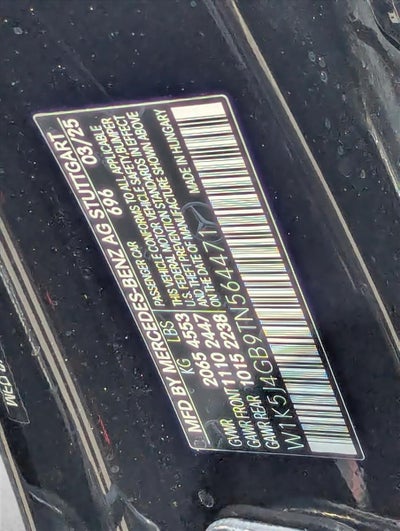 MFD BY MERCEDES-BENZ AG STUTTGART
696 03/25
PASSENGER CAR
THIS VEHICLE CONFORMS TO ALL APPLICABLE
U.S. FEDERAL MOTOR VEHICLE SAFETY, BUMPER
AND THEFT PREVENTION STANDARDS IN EFFECT
ON THE DATE OF MANUFACTURE SHOWN ABOVE
MADE IN HUNGARY
KG LBS
2065 4553
GVWR FRONT 1110 2447
GAWR REAR 1015 2238
W1K5J4GB9TN564470